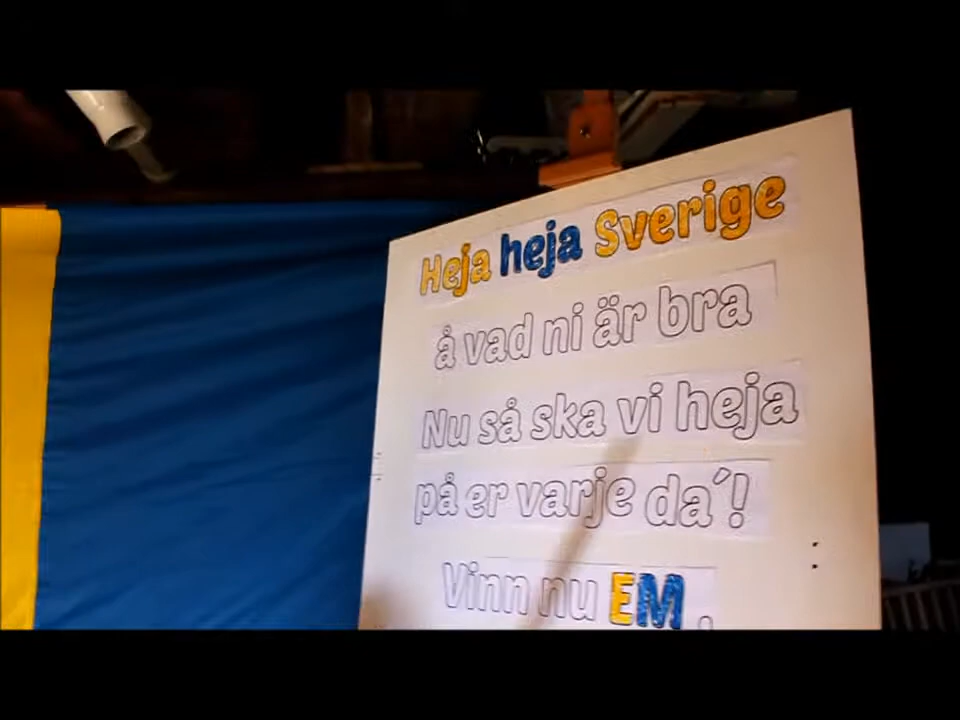 Heja heja Sverige
å vad ni är bra
Nu så ska vi heja
på er varje da´!
Vinn nu EM .